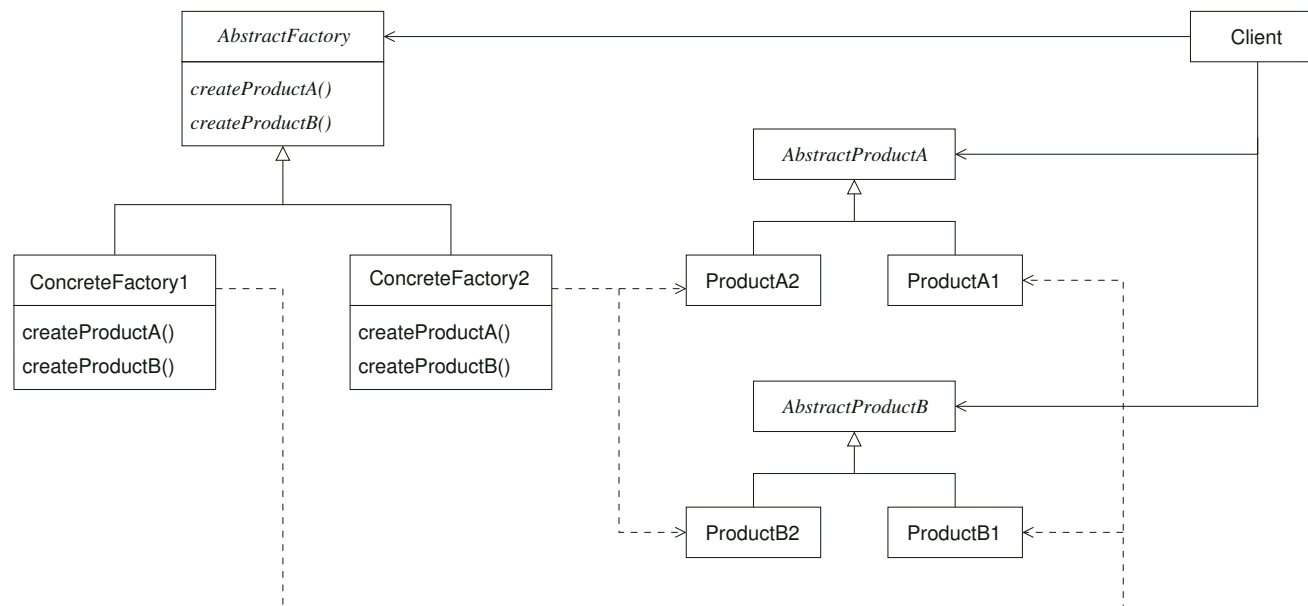 AbstractFactory
createProductA()
createProductB()
Client
AbstractProductA
ConcreteFactory1
createProductA()
createProductB()
ConcreteFactory2
createProductA()
createProductB()
ProductA2
ProductA1
AbstractProductB
ProductB2
ProductB1